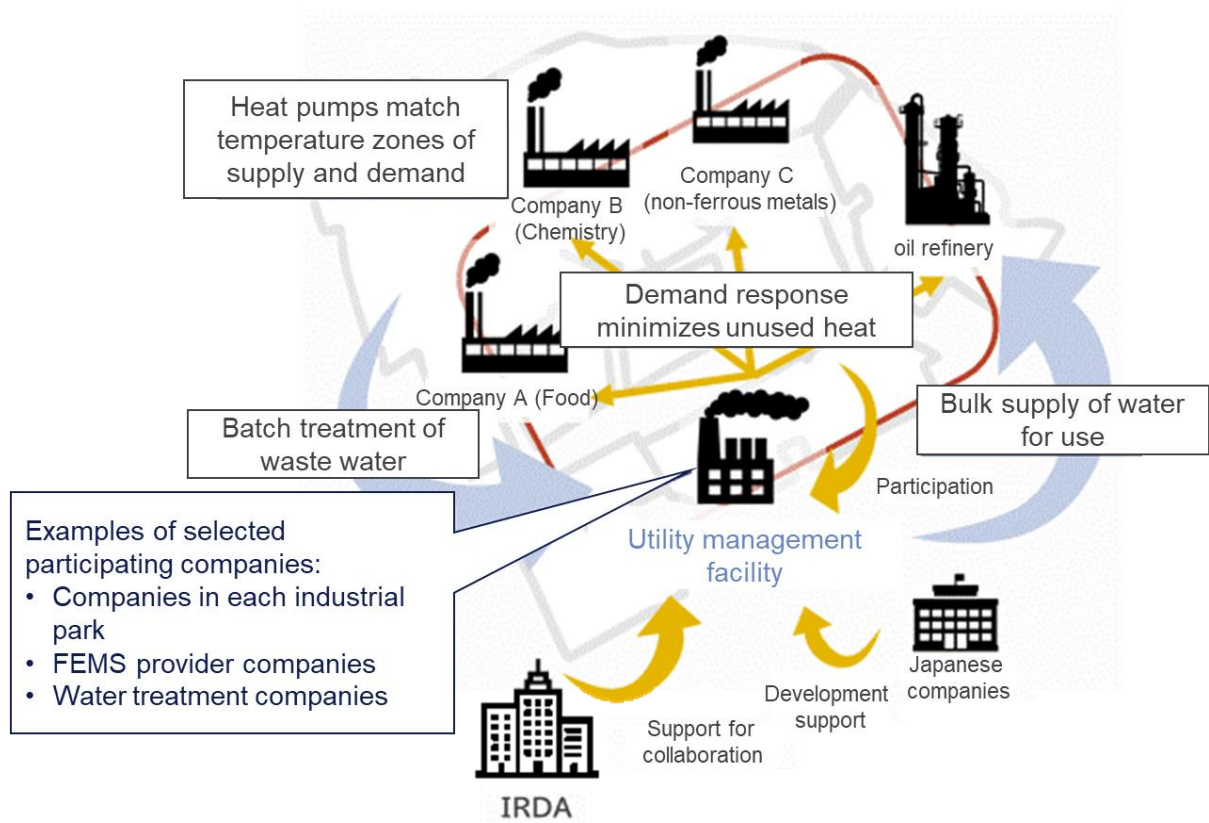 Heat pumps match
temperature zones of
supply and demand
Company B
(Chemistry)
Company C
(non-ferrous metals)
oil refinery
Demand response
minimizes unused heat
Company A (Food)
Batch treatment of
waste water
Bulk supply of water
for use
Participation
Utility management
facility
Examples of selected
participating companies:
• Companies in each industrial
park
• FEMS provider companies
• Water treatment companies
Japanese
companies
Development
support
Support for
collaboration
IRDA